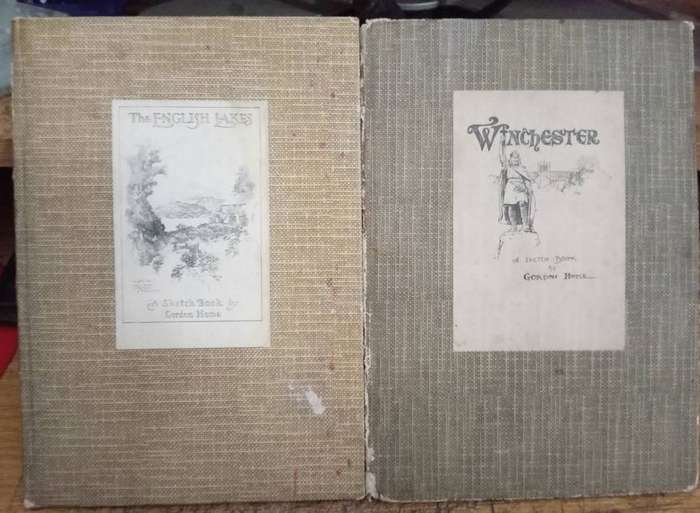 The ENGLISH LAKES
A Sketch Book by
Gordon Home
WINCHESTER
A SKETCH BOOK
by
GORDON HOME